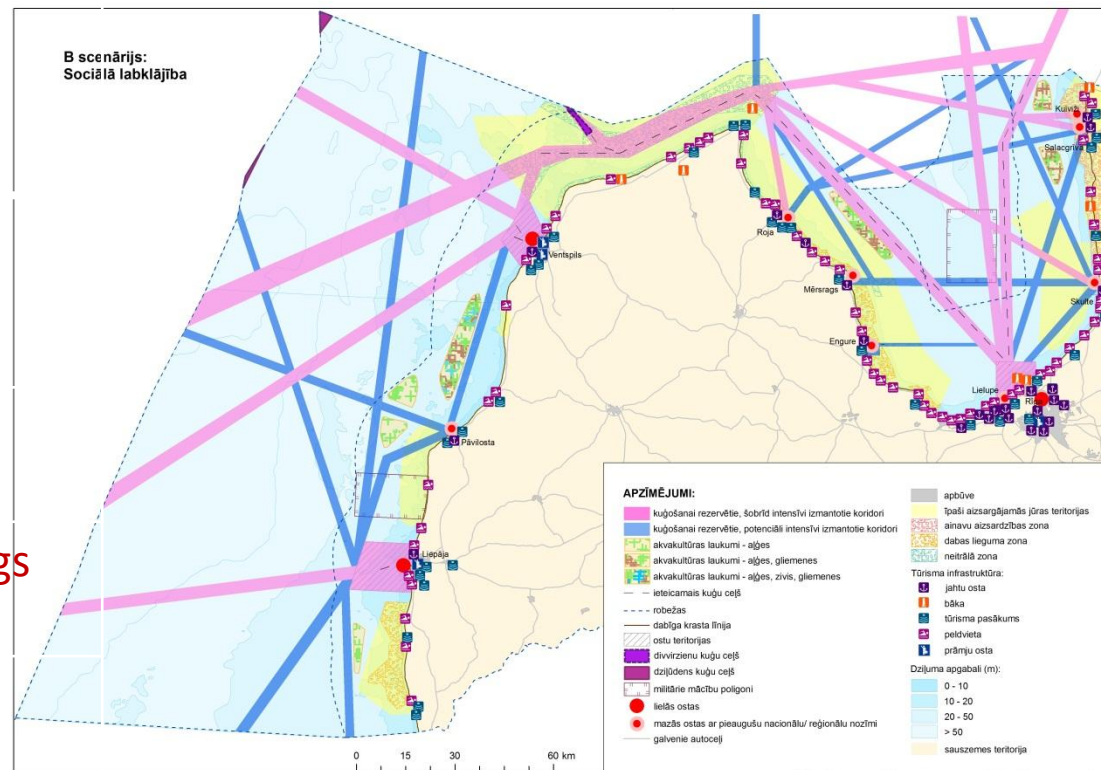 B scenārijs:
Sociālā labklājība
Kuiviži
Salacgrīva
Ventspils
Roja
Mērsrags
Skulte
Engure
Lielupe
Rīga
Pāvilosta
gs
Liepāja
APZĪMĒJUMI:
kuģošanai rezervētie, šobrīd intensīvi izmantotie koridori
kuģošanai rezervētie, potenciāli intensīvi izmantotie koridori
akvakultūras laukumi - aļģes
akvakultūras laukumi - aļģes, gliemenes
akvakultūras laukumi - aļģes, zivis, gliemenes
ieteicamais kuģu ceļš
robežas
dabīga krasta līnija
ostu teritorijas
divvirzienu kuģu ceļš
dziļūdens kuģu ceļš
militārie mācību poligoni
lielās ostas
mazās ostas ar pieaugušu nacionālu/ reģionālu nozīmi
galvenie autoceļi
apbūve
īpaši aizsargājamās jūras teritorijas
ainavu aizsardzības zona
dabas lieguma zona
neitrālā zona
Tūrisma infrastruktūra:
jahtu osta
bāka
tūrisma pasākums
peldvieta
prāmju osta
Dziļuma apgabali (m):
0 - 10
10 - 20
20 - 50
> 50
sauszemes teritorija
0 15 30 60 km